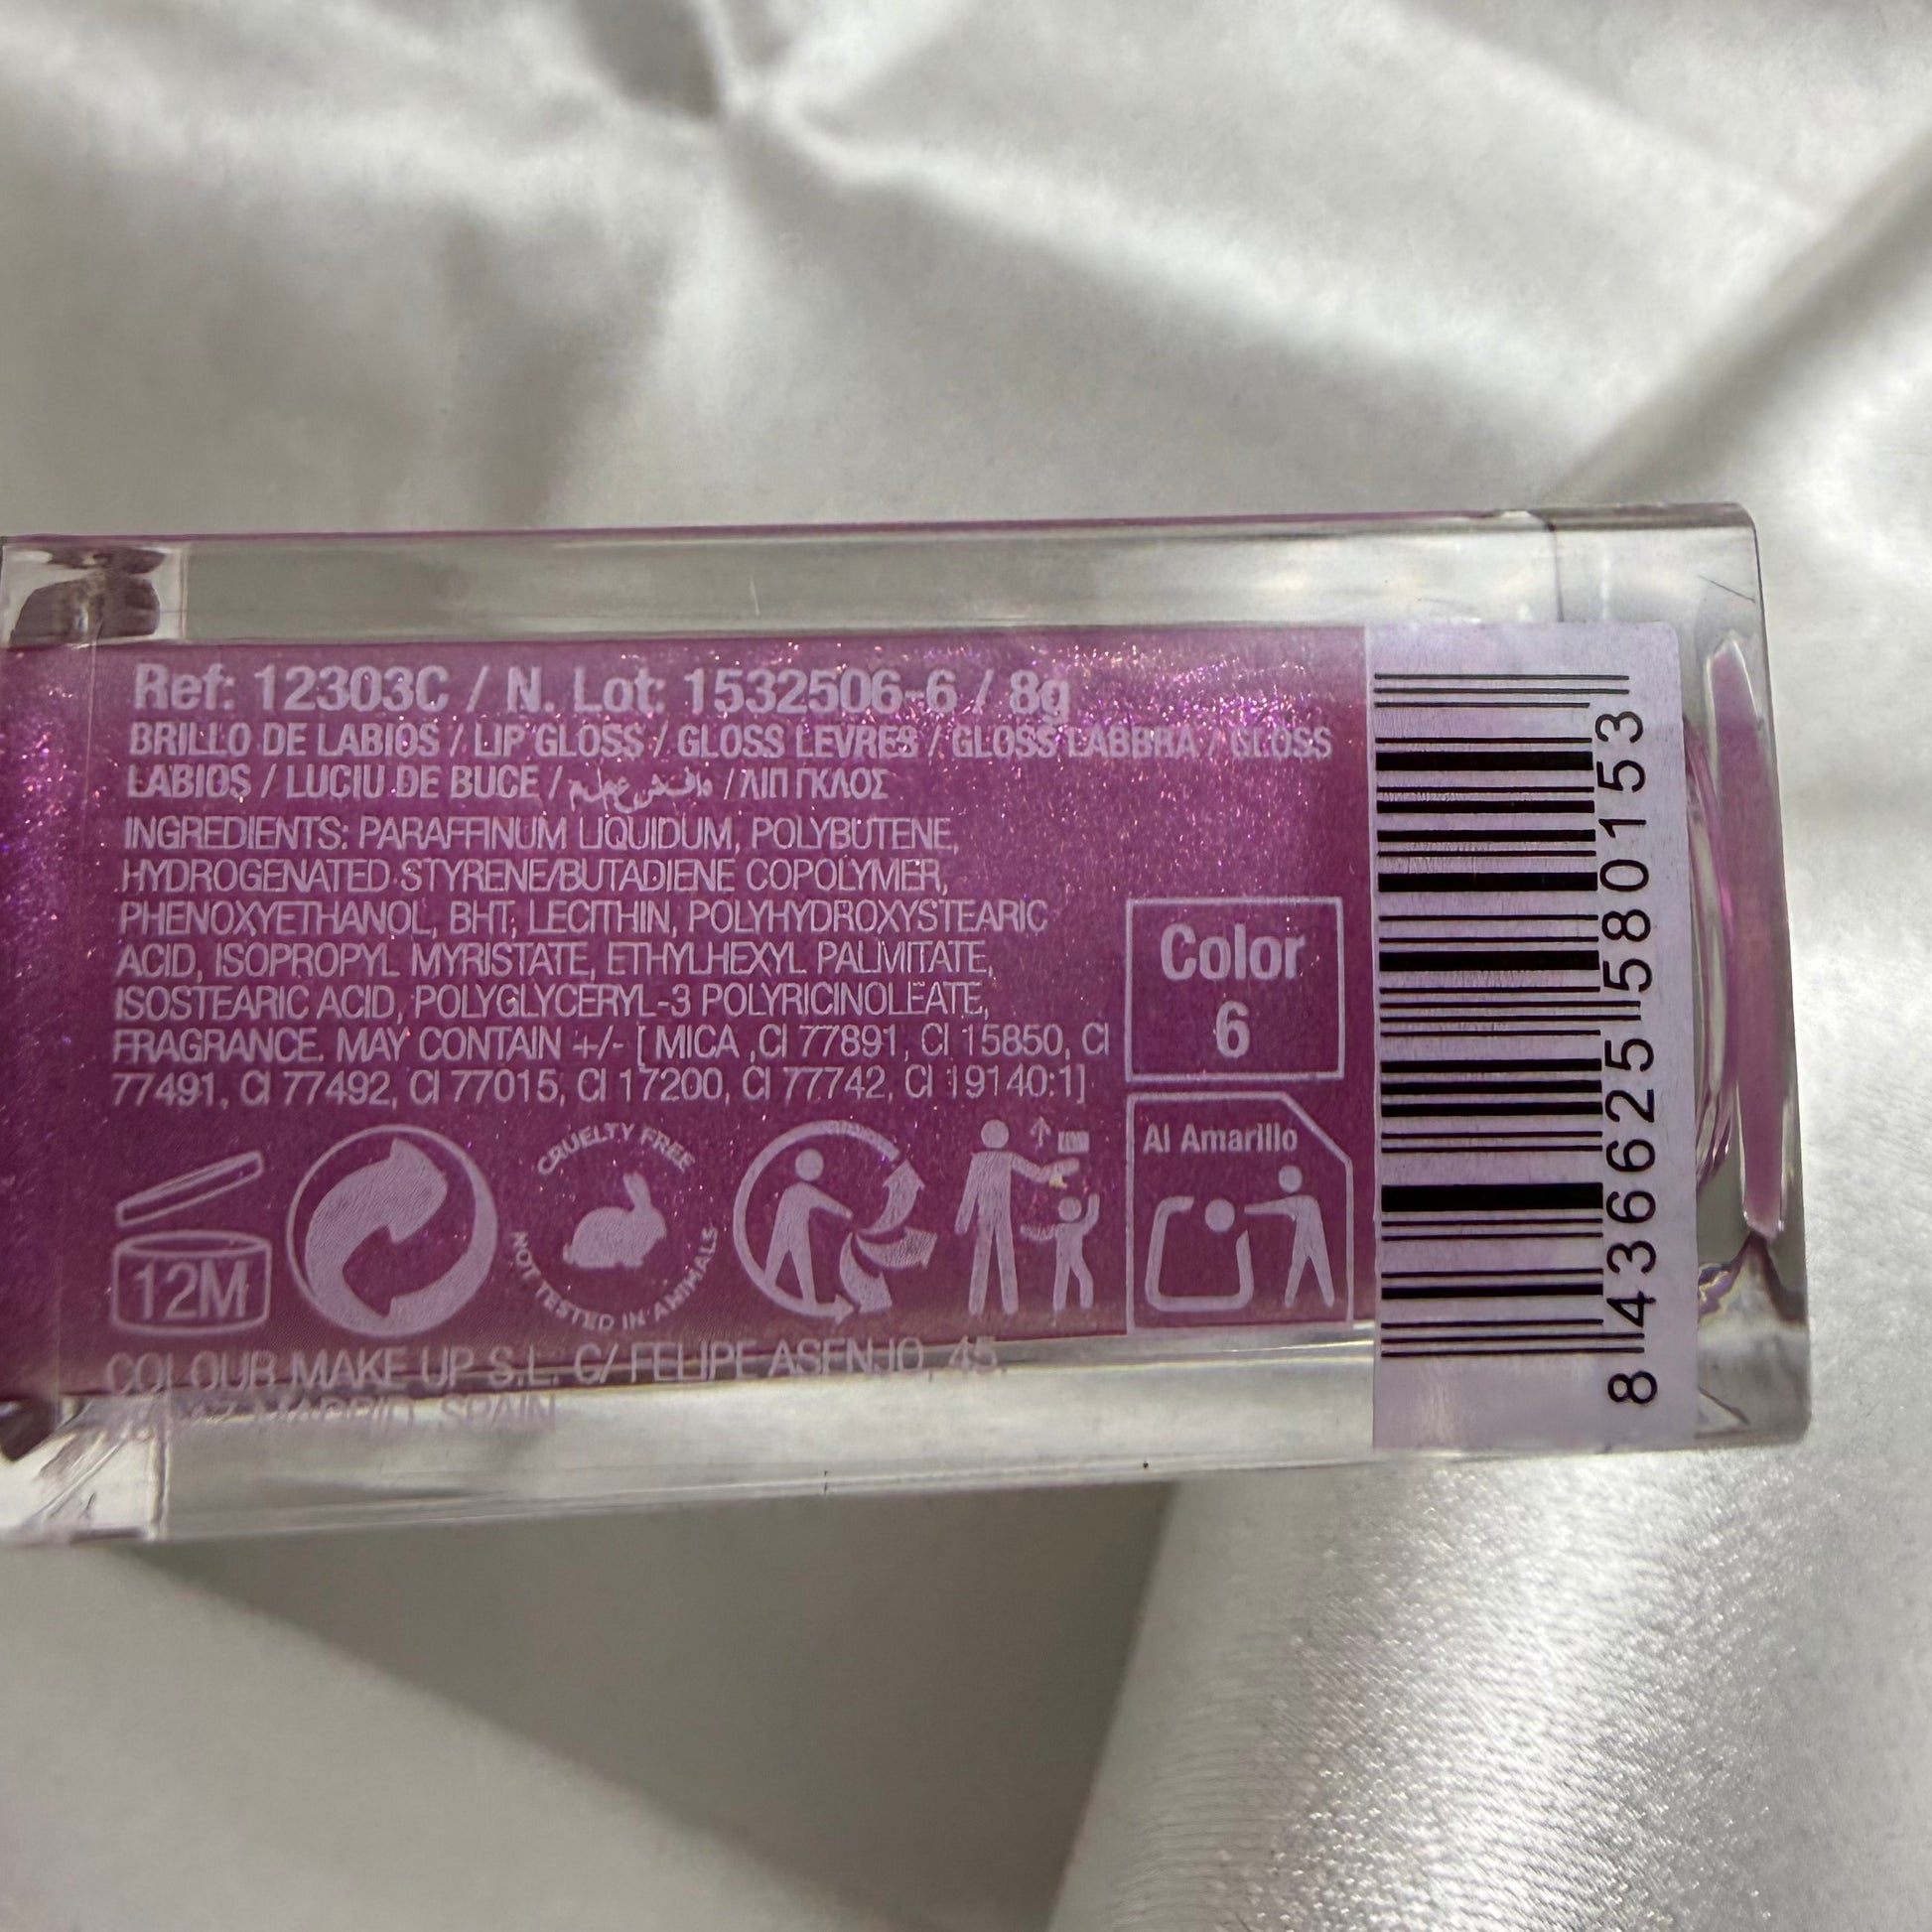 Ref: 12303C / N. Lot: 1532506-6 / 8g
BRILLO DE LABIOS / LIP GLOSS / GLOSS LEVRES / GLOSS LABBRA / GLOSS
LABIOS / LUCIU DE BUCE / / ΛΙΠ ΓΚΛΟΣ
INGREDIENTS: PARAFFINUM LIQUIDUM, POLYBUTENE,
HYDROGENATED STYRENE/BUTADIENE COPOLYMER,
PHENOXYETHANOL, BHT, LECITHIN, POLYHYDROXYSTEARIC
ACID, ISOPROPYL MYRISTATE, ETHYLHEXYL PALMITATE,
ISOSTEARIC ACID, POLYGLYCERYL-3 POLYRICINOLEATE,
FRAGRANCE. MAY CONTAIN +/- [ MICA ,CI 77891, CI 15850, CI
77491, CI 77492, CI 77015, CI 17200, CI 77742, CI 19140:1]
Color
6
12M
CRUELTY FREE
NOT TESTED IN ANIMALS
Al Amarillo
COLOUR MAKE UP S.L. C/ FELIPE ASENJO, 45.
MADRID, SPAIN
8 436625 580153